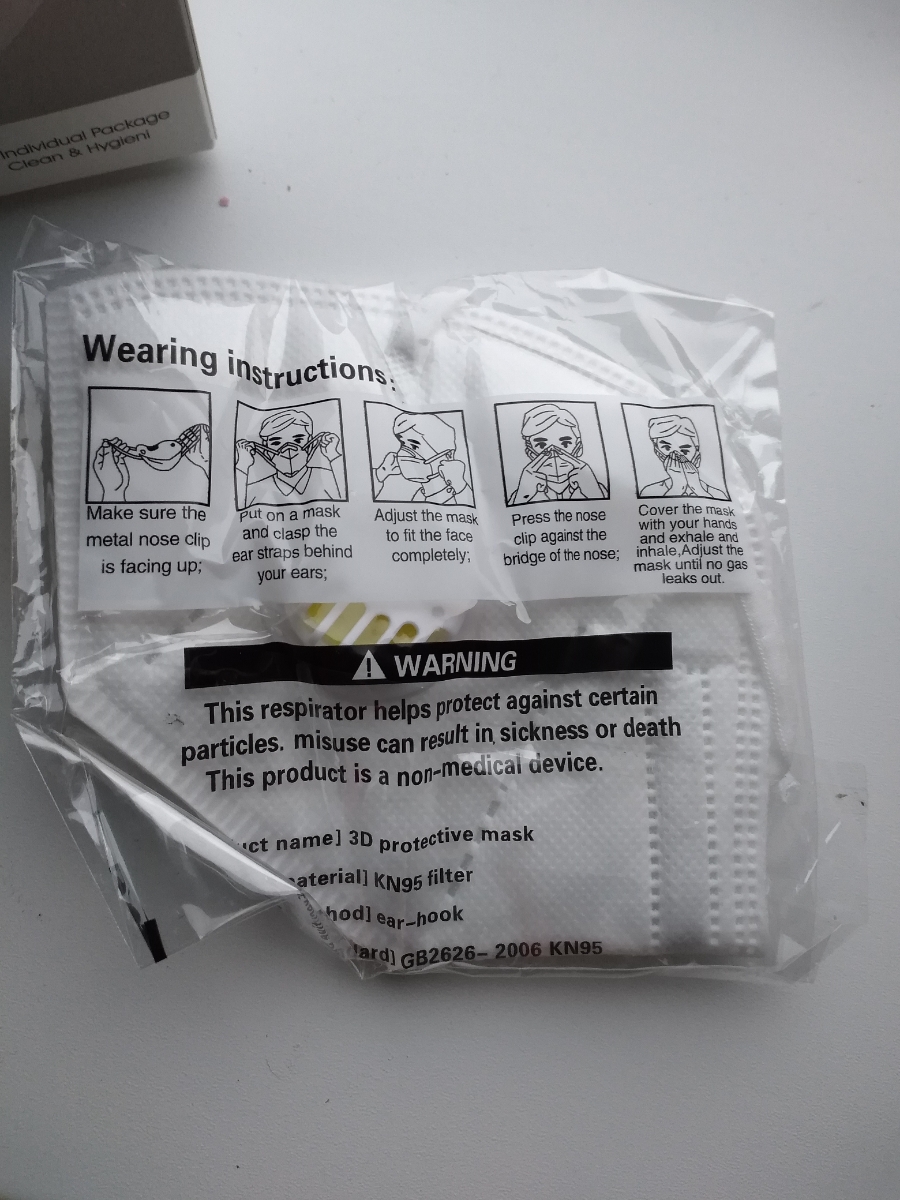 Individual Package
Clean & Hygieni
Wearing instructions:
Make sure the
metal nose clip
is facing up;
Put on a mask
and clasp the
ear straps behind
your ears;
Adjust the mask
to fit the face
completely;
Press the nose
clip against the
bridge of the nose;
Cover the mask
with your hands
and exhale and
inhale,Adjust the
mask until no gas
leaks out.
WARNING
This respirator helps protect against certain
particles. misuse can result in sickness or death
This product is a non-medical device.
uct name] 3D protective mask
aterial] KN95 filter
hod] ear-hook
dard] GB2626- 2006 KN95